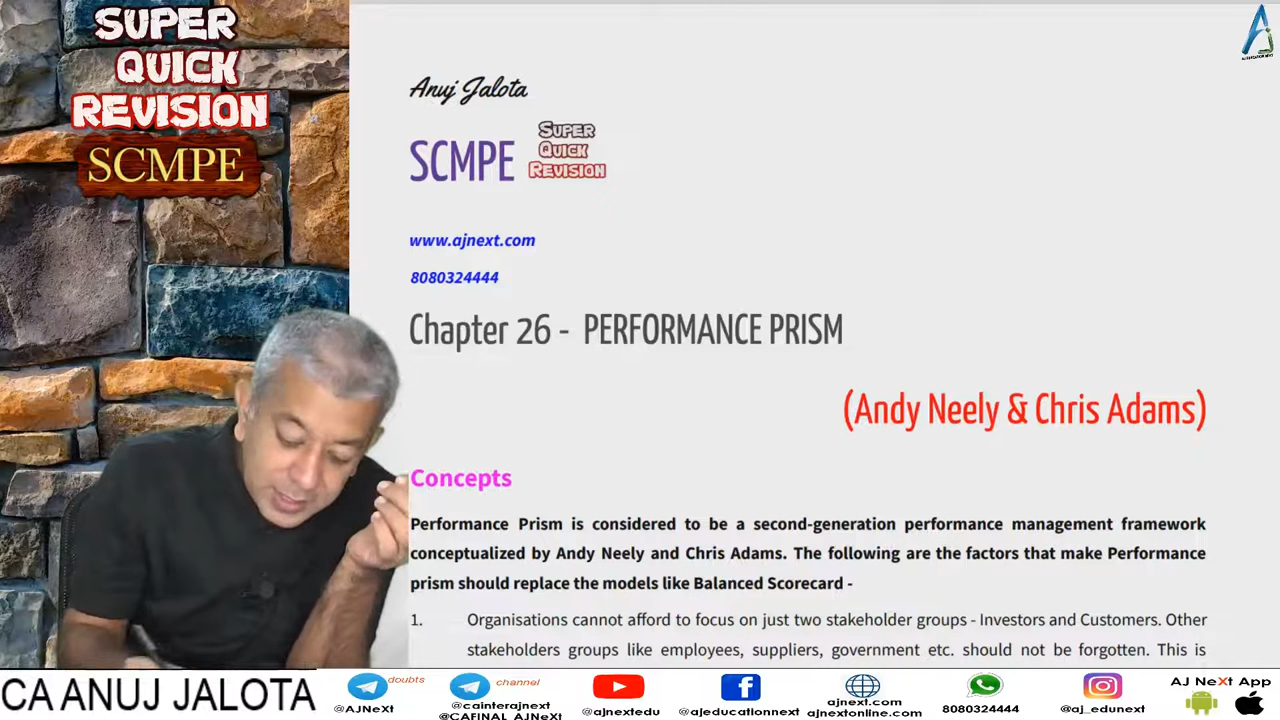 SUPER
QUICK
REVISION
SCMPE
Anuj Jalota
SCMPE
SUPER
QUICK
REVISION
www.ajnext.com
8080324444
Chapter 26 - PERFORMANCE PRISM
(Andy Neely & Chris Adams)
Concepts
Performance Prism is considered to be a second-generation performance management framework
conceptualized by Andy Neely and Chris Adams. The following are the factors that make Performance
prism should replace the models like Balanced Scorecard -
1. Organisations cannot afford to focus on just two stakeholder groups - Investors and Customers. Other
stakeholders groups like employees, suppliers, government etc. should not be forgotten. This is
CA ANUJ JALOTA
doubts
@AJNeXt
channel
@cainterajnext
@CAFINAL_AJNeXt
@ajnextedu
@ajeducationnext
ajnext.com
ajnextonline.com
8080324444
@aj_edunext
AJ NeXt App